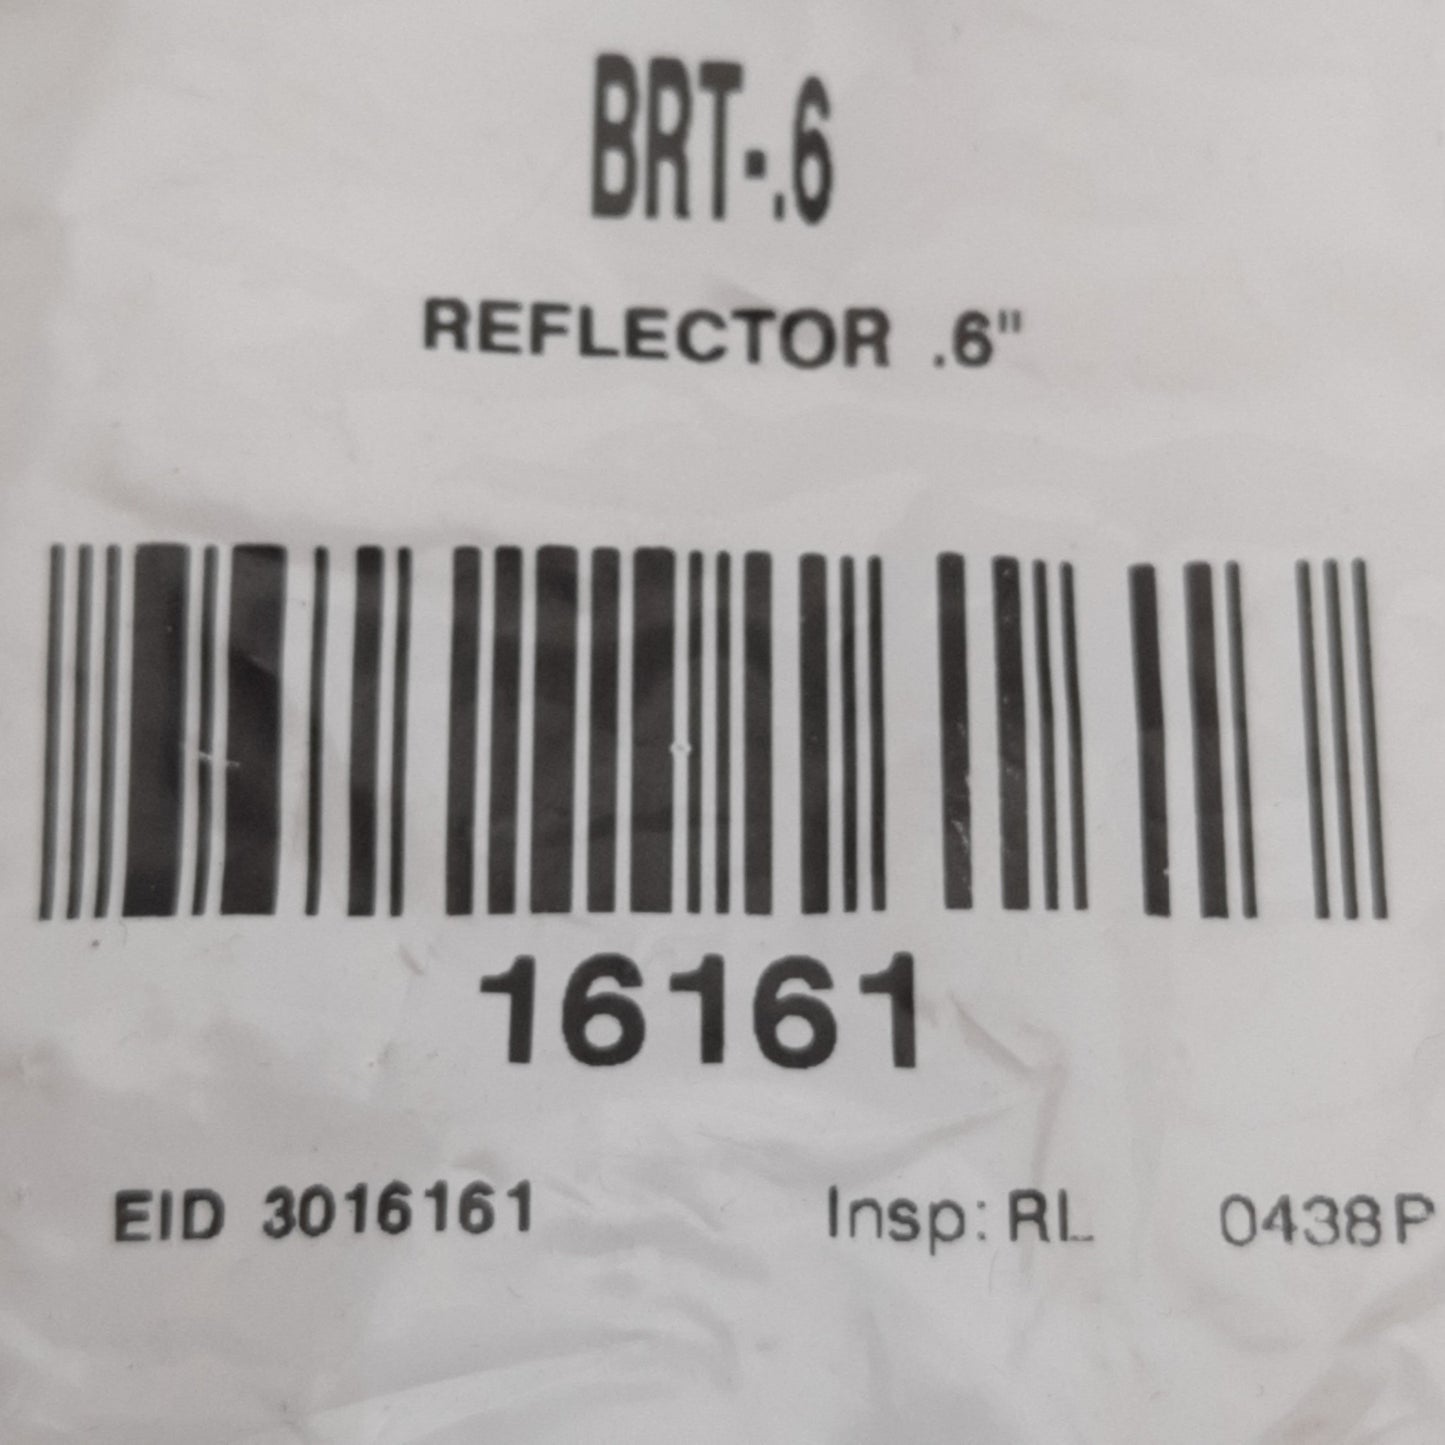 BRT-.6
REFLECTOR .6"
16161
EID 3016161 Insp: RL 0438P